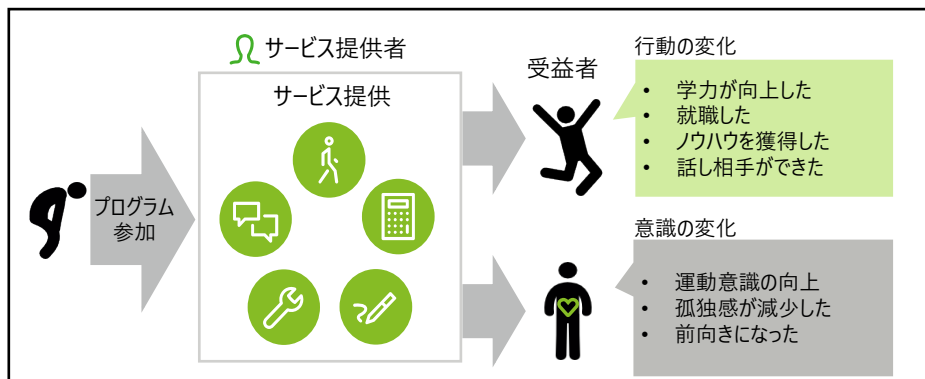 サービス提供者
サービス提供
プログラム
参加
受益者
行動の変化
• 学力が向上した
• 就職した
• ノウハウを獲得した
• 話し相手ができた
意識の変化
• 運動意識の向上
• 孤独感が減少した
• 前向きになった